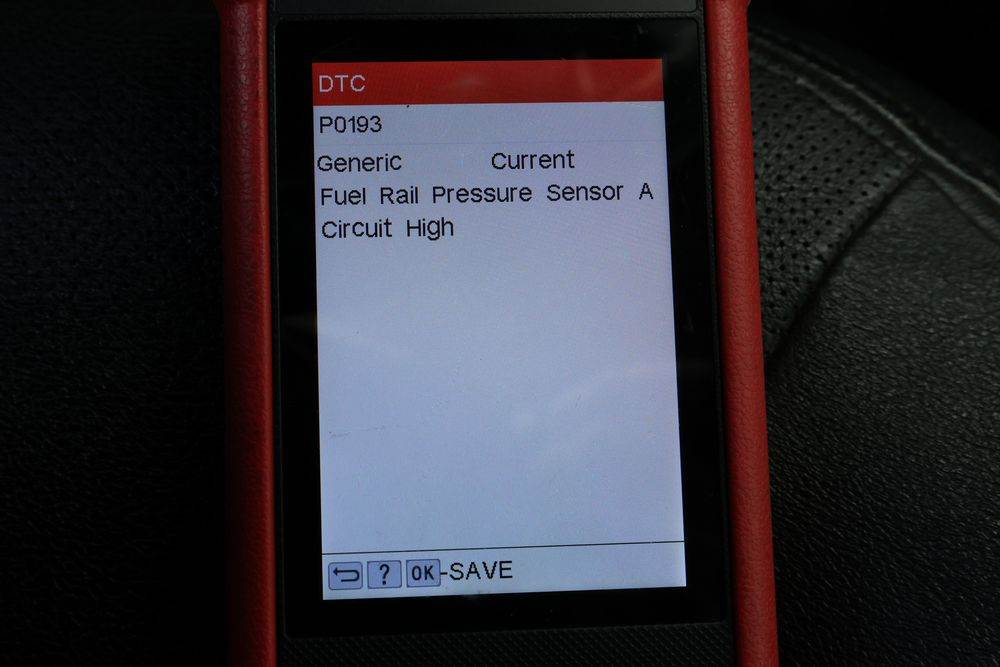 DTC
P0193
Generic Current
Fuel Rail Pressure Sensor A
Circuit High
? OK-SAVE